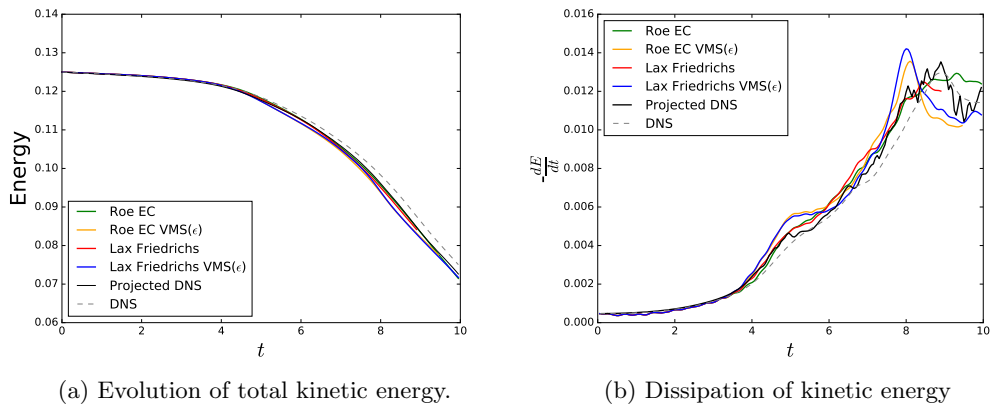 0.14
0.13
0.12
0.11
0.10
0.09
0.08
0.07
0.06
Energy
0
2
4
6
8
10
t
Roe EC
Roe EC VMS(ϵ)
Lax Friedrichs
Lax Friedrichs VMS(ϵ)
Projected DNS
DNS
(a) Evolution of total kinetic energy.
0.016
0.014
0.012
0.010
0.008
0.006
0.004
0.002
0.000
-dE/dt
0
2
4
6
8
10
t
Roe EC
Roe EC VMS(ϵ)
Lax Friedrichs
Lax Friedrichs VMS(ϵ)
Projected DNS
DNS
(b) Dissipation of kinetic energy